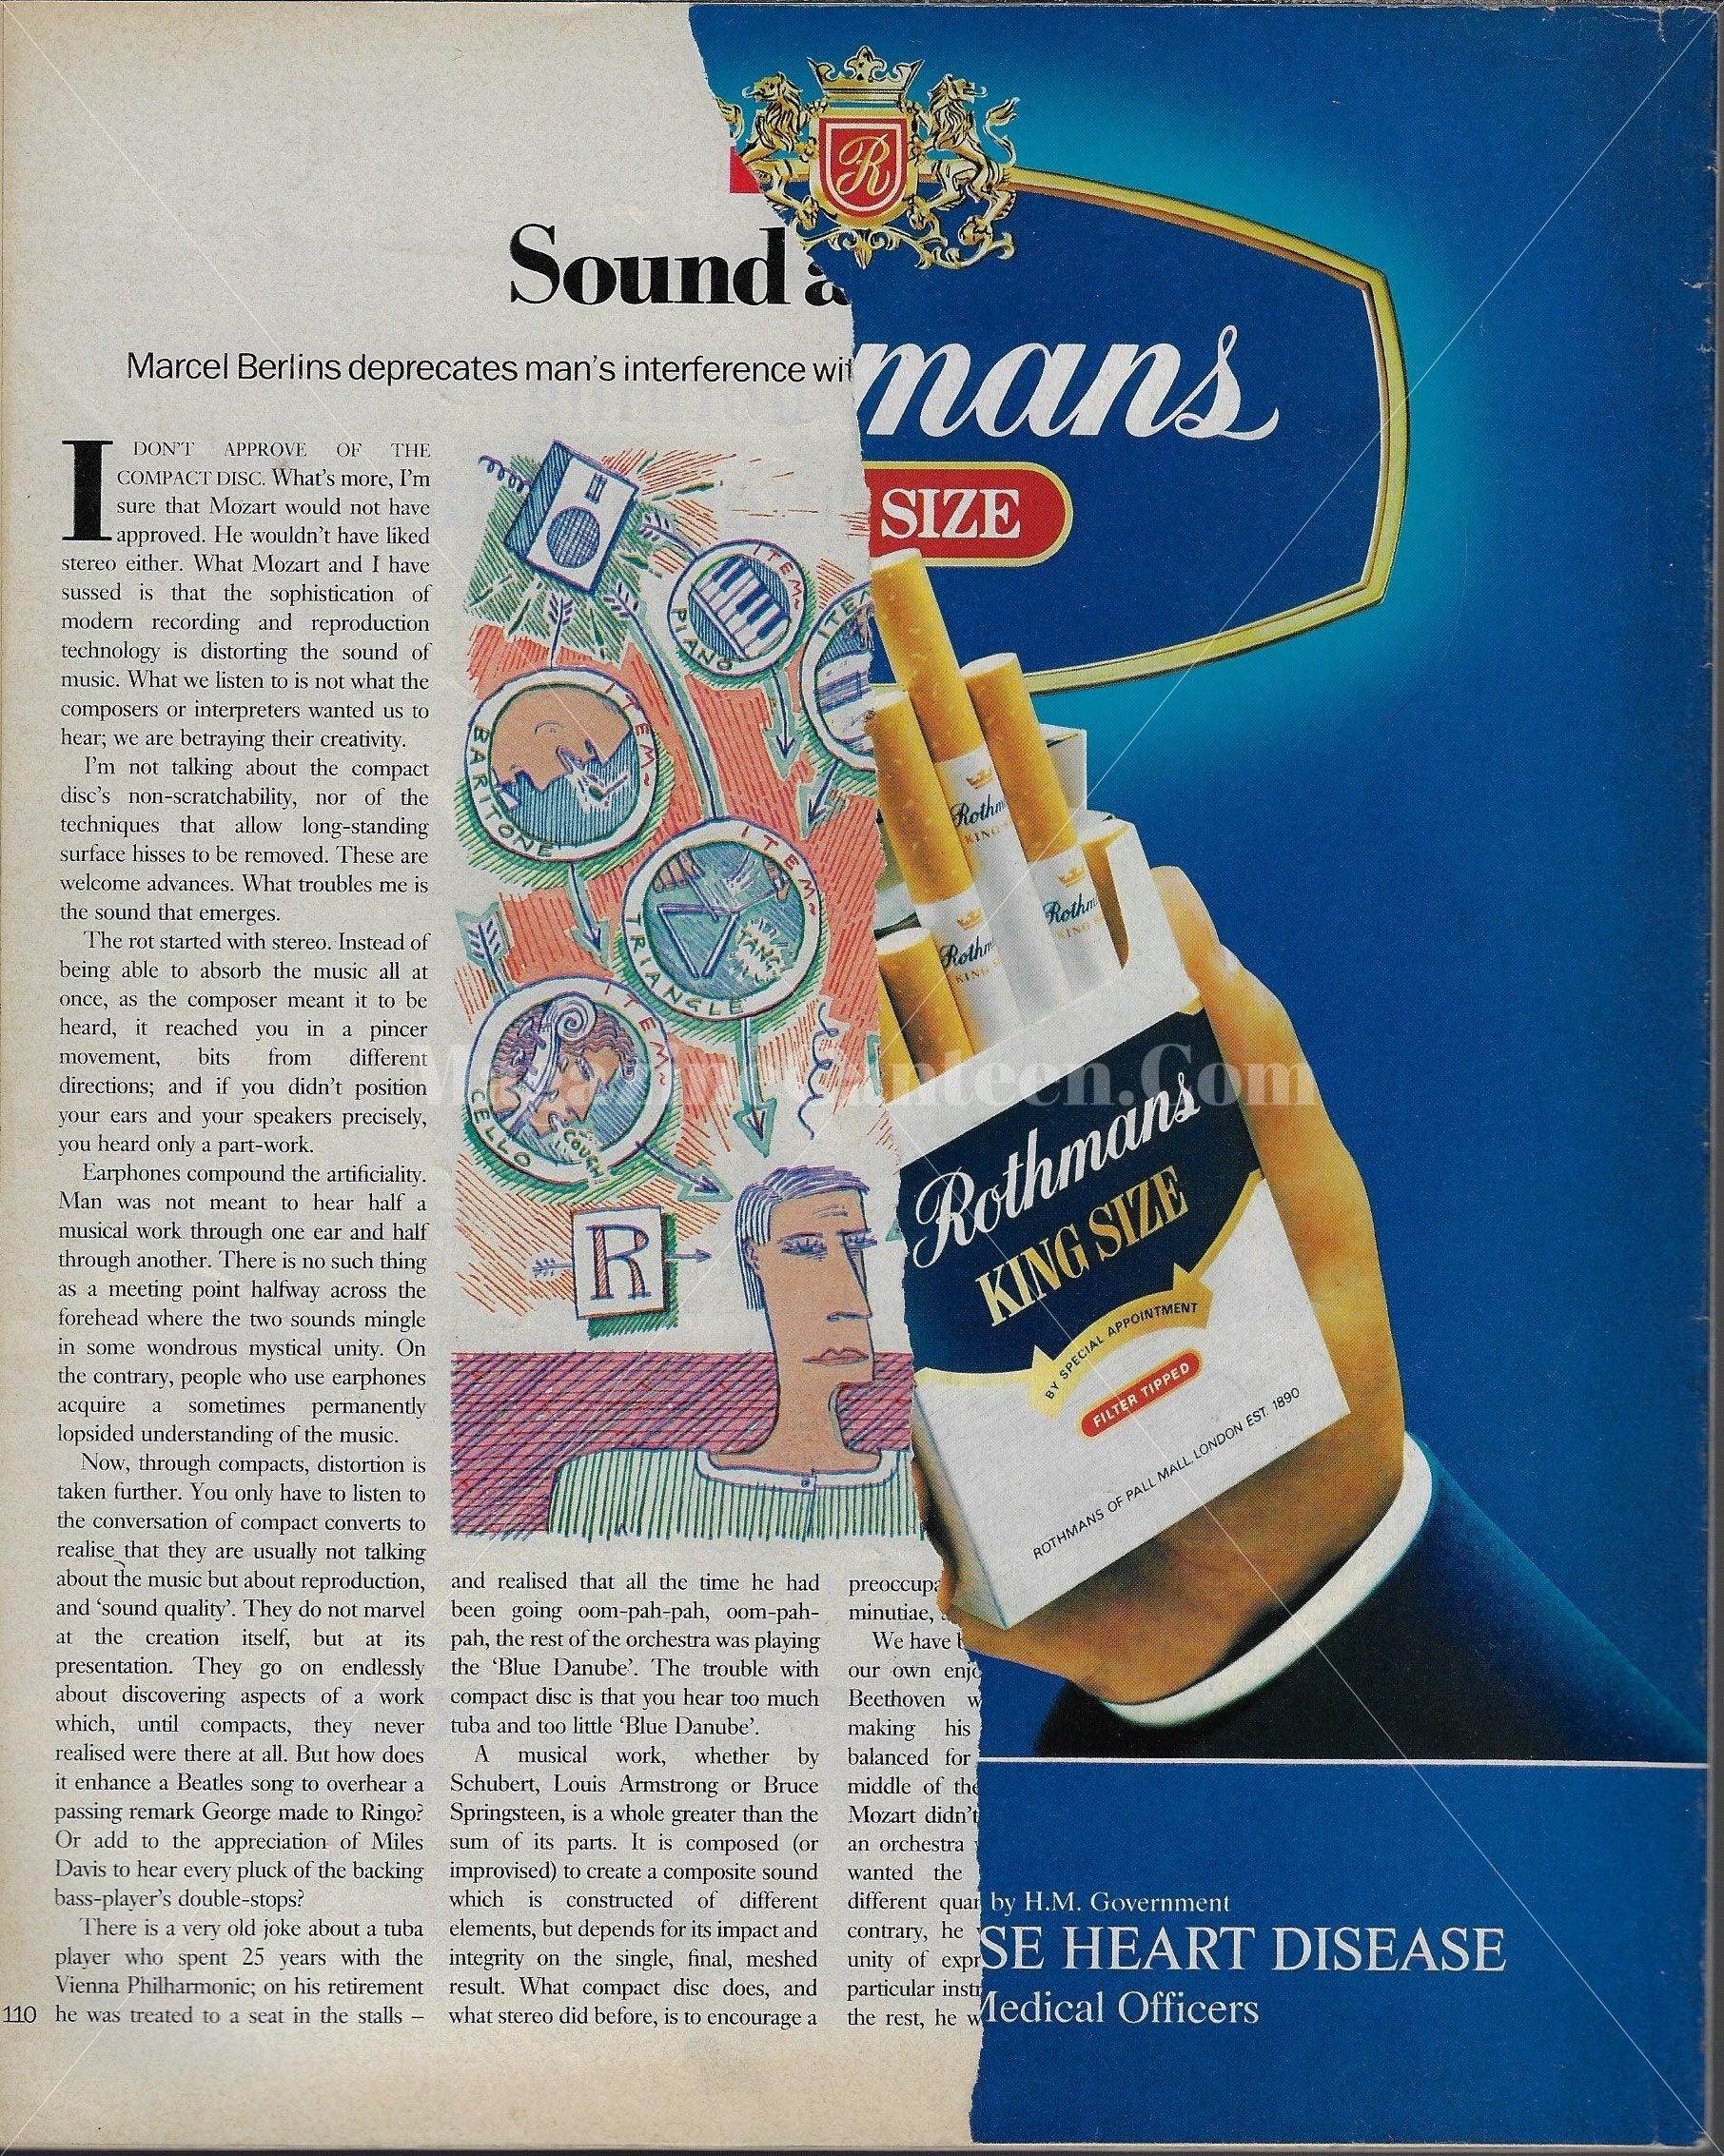 Sound a
Marcel Berlins deprecates man's interference wit
I DON'T APPROVE OF THE
COMPACT DISC. What's more, I'm
sure that Mozart would not have
approved. He wouldn't have liked
stereo either. What Mozart and I have
sussed is that the sophistication of
modern recording and reproduction
technology is distorting the sound of
music. What we listen to is not what the
composers or interpreters wanted us to
hear; we are betraying their creativity.
I'm not talking about the compact
disc's non-scratchability, nor of the
techniques that allow long-standing
surface hisses to be removed. These are
welcome advances. What troubles me is
the sound that emerges.
The rot started with stereo. Instead of
being able to absorb the music all at
once, as the composer meant it to be
heard, it reached you in a pincer
movement, bits from different
directions; and if you didn't position
your ears and your speakers precisely,
you heard only a part-work.
Earphones compound the artificiality.
Man was not meant to hear half a
musical work through one ear and half
through another. There is no such thing
as a meeting point halfway across the
forehead where the two sounds mingle
in some wondrous mystical unity. On
the contrary, people who use earphones
acquire a sometimes permanently
lopsided understanding of the music.
Now, through compacts, distortion is
taken further. You only have to listen to
the conversation of compact converts to
realise that they are usually not talking
about the music but about reproduction,
and 'sound quality'. They do not marvel
at the creation itself, but at its
presentation. They go on endlessly
about discovering aspects of a work
which, until compacts, they never
realised were there at all. But how does
it enhance a Beatles song to overhear a
passing remark George made to Ringo?
Or add to the appreciation of Miles
Davis to hear every pluck of the backing
bass-player's double-stops?
There is a very old joke about a tuba
player who spent 25 years with the
Vienna Philharmonic; on his retirement
he was treated to a seat in the stalls –
110
ITEM
PIANO
ITEM
ITEM
BARITONE
ITEM
TRIANGLE
TANG
ITEM
CELLO
COUGH
R
and realised that all the time he had
been going oom-pah-pah, oom-pah-
pah, the rest of the orchestra was playing
the 'Blue Danube'. The trouble with
compact disc is that you hear too much
tuba and too little 'Blue Danube'.
A musical work, whether by
Schubert, Louis Armstrong or Bruce
Springsteen, is a whole greater than the
sum of its parts. It is composed (or
improvised) to create a composite sound
which is constructed of different
elements, but depends for its impact and
integrity on the single, final, meshed
result. What compact disc does, and
what stereo did before, is to encourage a
preoccupa
minutiae,
We have b
our own enjo
Beethoven w
making his
balanced for
middle of the
Mozart didn't
an orchestra
wanted the
different quar
contrary, he
unity of expr
particular instr
the rest, he w
R
mans
SIZE
Rothm
KING
Rothm
KING
Rothm
KING S
Rothmans
KING SIZE
BY SPECIAL APPOINTMENT
FILTER TIPPED
ROTHMANS OF PALL MALL, LONDON EST. 1890
by H.M. Government
SE HEART DISEASE
Medical Officers
MagazineCanteen.Com